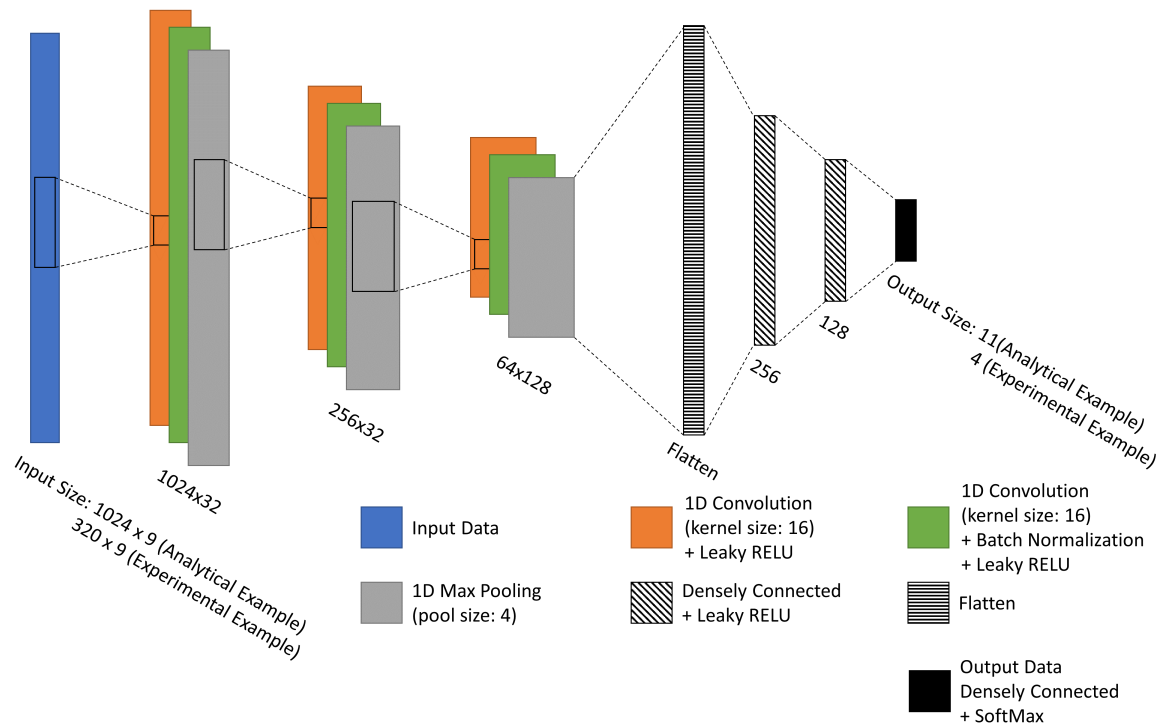 Input Size: 1024 x 9 (Analytical Example)
320 x 9 (Experimental Example)
1024x32
256x32
64x128
Flatten
256
128
Output Size: 11(Analytical Example)
4 (Experimental Example)
Input Data
1D Convolution
(kernel size: 16)
+ Leaky RELU
1D Convolution
(kernel size: 16)
+ Batch Normalization
+ Leaky RELU
1D Max Pooling
(pool size: 4)
Densely Connected
+ Leaky RELU
Flatten
Output Data
Densely Connected
+ SoftMax